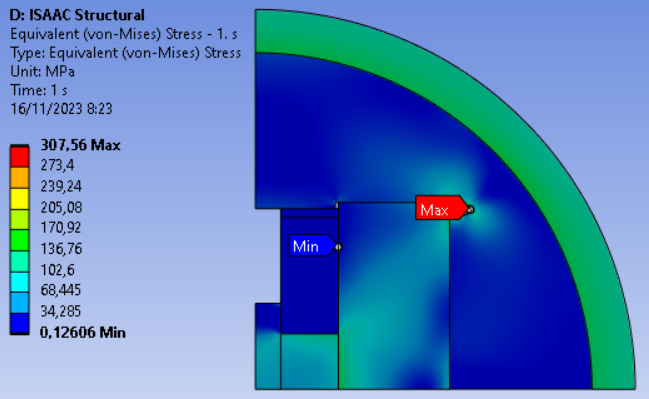 D: ISAAC Structural
Equivalent (von-Mises) Stress - 1. s
Type: Equivalent (von-Mises) Stress
Unit: MPa
Time: 1 s
16/11/2023 8:23
307,56 Max
273,4
239,24
205,08
170,92
136,76
102,6
68,445
34,285
0,12606 Min
Max
Min